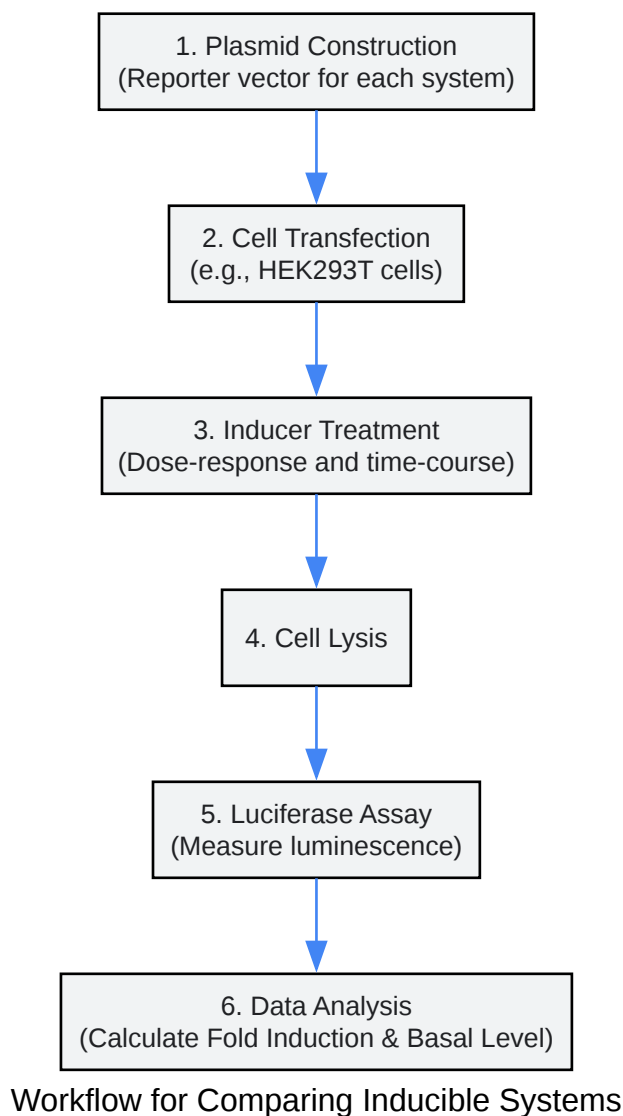 1. Plasmid Construction
(Reporter vector for each system)
2. Cell Transfection
(e.g., HEK293T cells)
3. Inducer Treatment
(Dose-response and time-course)
4. Cell Lysis
5. Luciferase Assay
(Measure luminescence)
6. Data Analysis
(Calculate Fold Induction & Basal Level)
Workflow for Comparing Inducible Systems